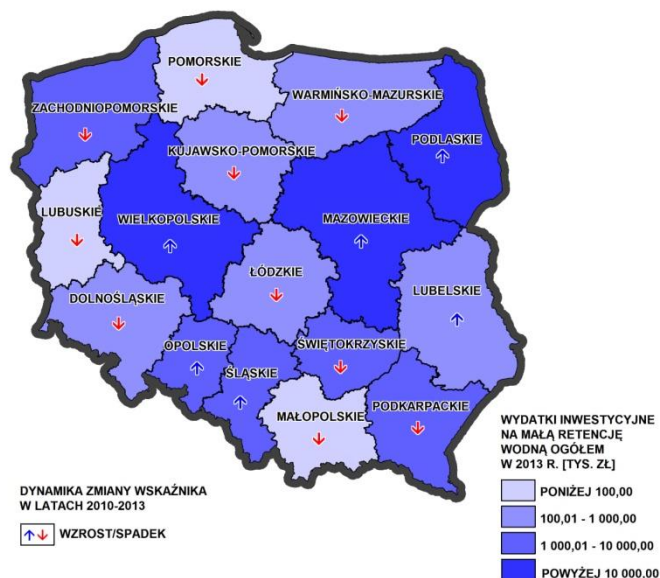 POMORSKIE
WARMIŃSKO-MAZURSKIE
ZACHODNIOPOMORSKIE
PODLASKIE
KUJAWSKO-POMORSKIE
LUBUSKIE
WIELKOPOLSKIE
MAZOWIECKIE
ŁÓDZKIE
LUBELSKIE
DOLNOŚLĄSKIE
OPOLSKIE
ŚWIĘTOKRZYSKIE
ŚLĄSKIE
MAŁOPOLSKIE
PODKARPACKIE
WYDATKI INWESTYCYJNE
NA MAŁĄ RETENCJĘ
WODNĄ OGÓŁEM
W 2013 R. [TYS. ZŁ]
PONIŻEJ 100,00
100,01 - 1 000,00
1 000,01 - 10 000,00
POWYŻEJ 10 000,00
DYNAMIKA ZMIANY WSKAŹNIKA
W LATACH 2010-2013
WZROST/SPADEK